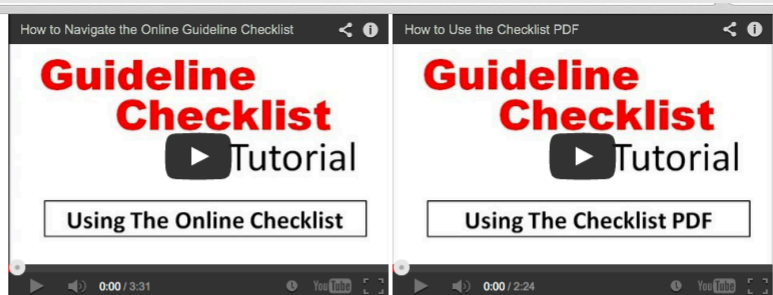 How to Navigate the Online Guideline Checklist
Guideline
Checklist
Tutorial
Using The Online Checklist
0:00 / 3:31
YouTube
How to Use the Checklist PDF
Guideline
Checklist
Tutorial
Using The Checklist PDF
0:00 / 2:24
YouTube